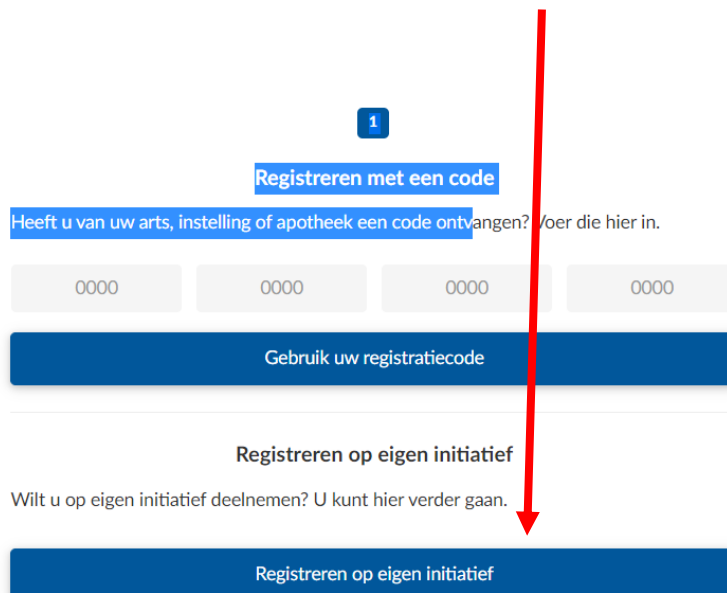 1
Registreren met een code
Heeft u van uw arts, instelling of apotheek een code ontvangen? Voer die hier in.
0000 0000 0000 0000
Gebruik uw registratiecode
Registreren op eigen initiatief
Wilt u op eigen initiatief deelnemen? U kunt hier verder gaan.
Registreren op eigen initiatief